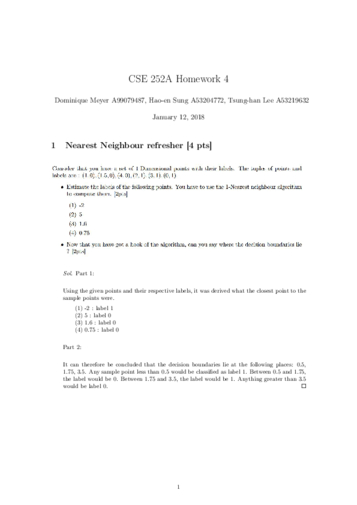 CSE 252A Homework 4
Dominique Meyer A99079487, Hao-en Sung A53204772, Tsung-han Lee A53219632
January 12, 2018
1 Nearest Neighbour refresher [4 pts]
Consider that you have a set of 1 Dimensional points with their labels. The tuples of points and
labels are : (1, 0), (1.5, 0), (4, 0), (2, 1), (3, 1), (0, 1)
• Estimate the labels of the following points. You have to use the 1-Nearest neighbour algorithm
to compute them. [2pts]
(1) -2
(2) 5
(3) 1.6
(4) 0.75
• Now that you have got a hook of the algorithm, can you say where the decision boundaries lie
? [2pts]
Sol. Part 1:
Using the given points and their respective labels, it was derived what the closest point to the
sample points were.
(1) -2 : label 1
(2) 5 : label 0
(3) 1.6 : label 0
(4) 0.75 : label 0
Part 2:
It can therefore be concluded that the decision boundaries lie at the following places: 0.5,
1.75, 3.5. Any sample point less than 0.5 would be classified as label 1. Between 0.5 and 1.75,
the label would be 0. Between 1.75 and 3.5, the label would be 1. Anything greater than 3.5
would be label 0.
1